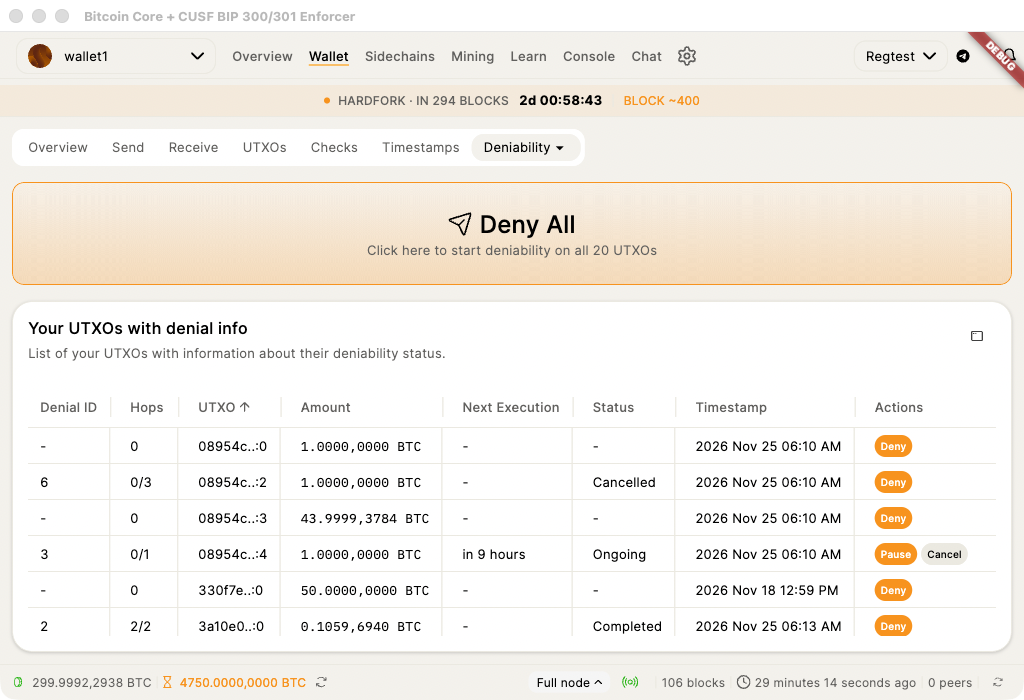 Bitcoin Core + CUSF BIP 300/301 Enforcer
wallet1 Overview Wallet Sidechains Mining Learn Console Chat Regtest DEBUG
HARDFORK · IN 294 BLOCKS 2d 00:58:43 BLOCK ~400
Overview Send Receive UTXOs Checks Timestamps Deniability
Deny All
Click here to start deniability on all 20 UTXOs
Your UTXOs with denial info
List of your UTXOs with information about their deniability status.
Denial ID Hops UTXO ↑ Amount Next Execution Status Timestamp Actions
- 0 08954c..:0 1.0000,0000 BTC - - 2026 Nov 25 06:10 AM Deny
6 0/3 08954c..:2 1.0000,0000 BTC - Cancelled 2026 Nov 25 06:10 AM Deny
- 0 08954c..:3 43.9999,3784 BTC - - 2026 Nov 25 06:10 AM Deny
3 0/1 08954c..:4 1.0000,0000 BTC in 9 hours Ongoing 2026 Nov 25 06:10 AM Pause Cancel
- 0 330f7e..:0 50.0000,0000 BTC - - 2026 Nov 18 12:59 PM Deny
2 2/2 3a10e0..:0 0.1059,6940 BTC - Completed 2026 Nov 25 06:13 AM Deny
299.9992,2938 BTC 4750.0000,0000 BTC Full node 106 blocks 29 minutes 14 seconds ago 0 peers